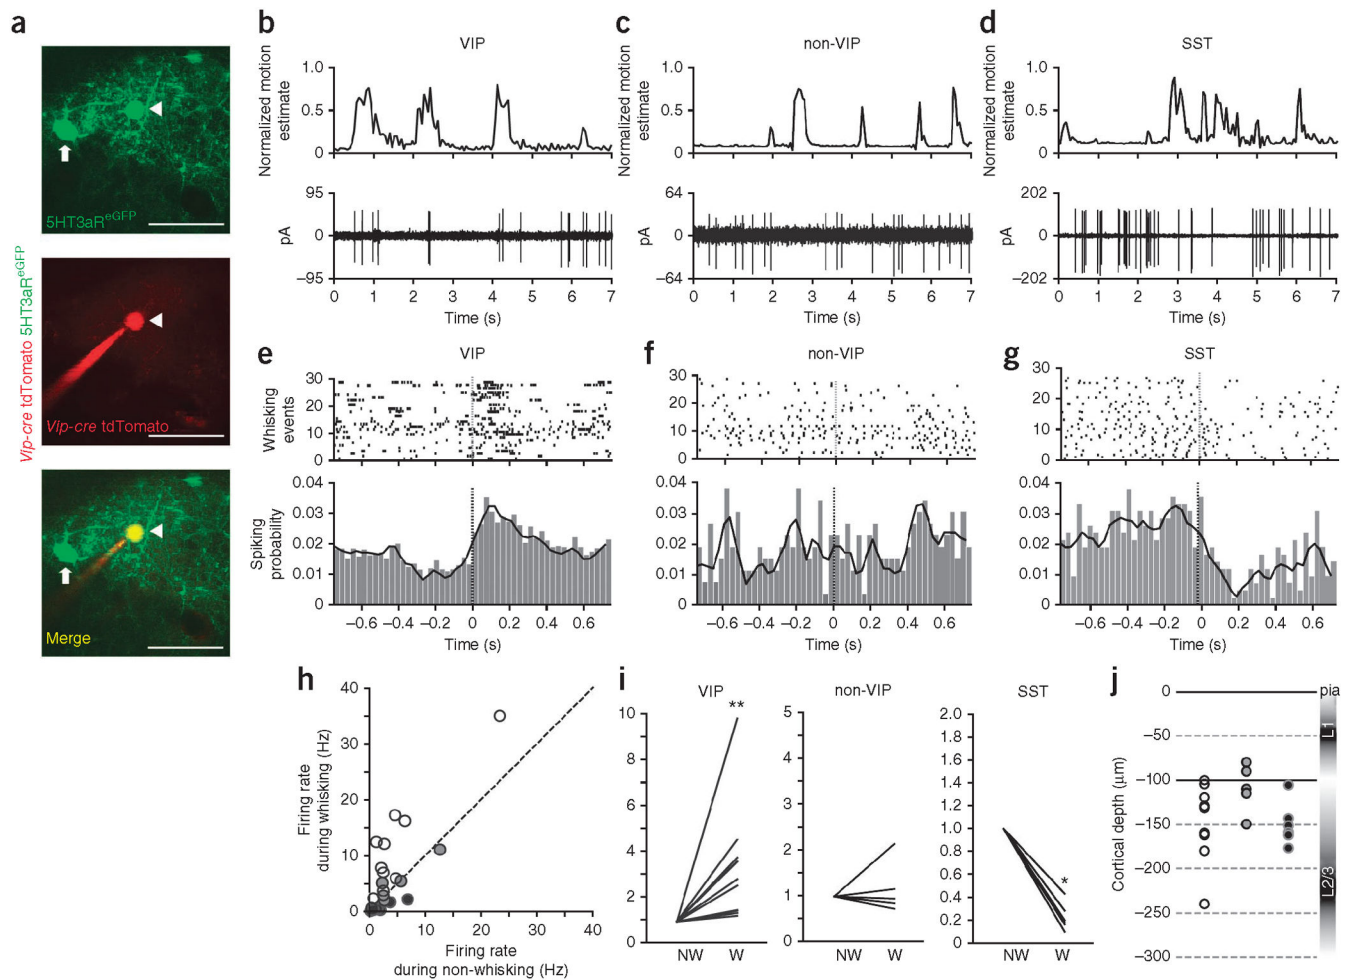 a
5HT3aR^eGFP
Vip-cre tdTomato 5HT3aR^eGFP
Vip-cre tdTomato
Merge
b
VIP
Normalized motion
estimate
1.0
0.5
0
95
0
–95
pA
0 1 2 3 4 5 6 7
Time (s)
c
non-VIP
Normalized motion
estimate
1.0
0.5
0
64
0
–64
pA
0 1 2 3 4 5 6 7
Time (s)
d
SST
Normalized motion
estimate
1.0
0.5
0
202
0
–202
pA
0 1 2 3 4 5 6 7
Time (s)
e
VIP
Whisking
events
30
20
10
0
Spiking
probability
0.04
0.03
0.02
0.01
0
–0.6 –0.4 –0.2 0 0.2 0.4 0.6
Time (s)
f
non-VIP
30
20
10
0
0.04
0.03
0.02
0.01
0
–0.6 –0.4 –0.2 0 0.2 0.4 0.6
Time (s)
g
SST
30
20
10
0
0.04
0.03
0.02
0.01
0
–0.6 –0.4 –0.2 0 0.2 0.4 0.6
Time (s)
h
Firing rate
during whisking (Hz)
40
30
20
10
0
0 10 20 30 40
Firing rate
during non-whisking (Hz)
i
VIP
**
10
8
6
4
2
0
NW W
non-VIP
5
4
3
2
1
0
NW W
SST
*
2.0
1.8
1.6
1.4
1.2
1.0
0.8
0.6
0.4
0.2
0
NW W
j
Cortical depth (µm)
0
–50
–100
–150
–200
–250
–300
pia
L1
L2/3